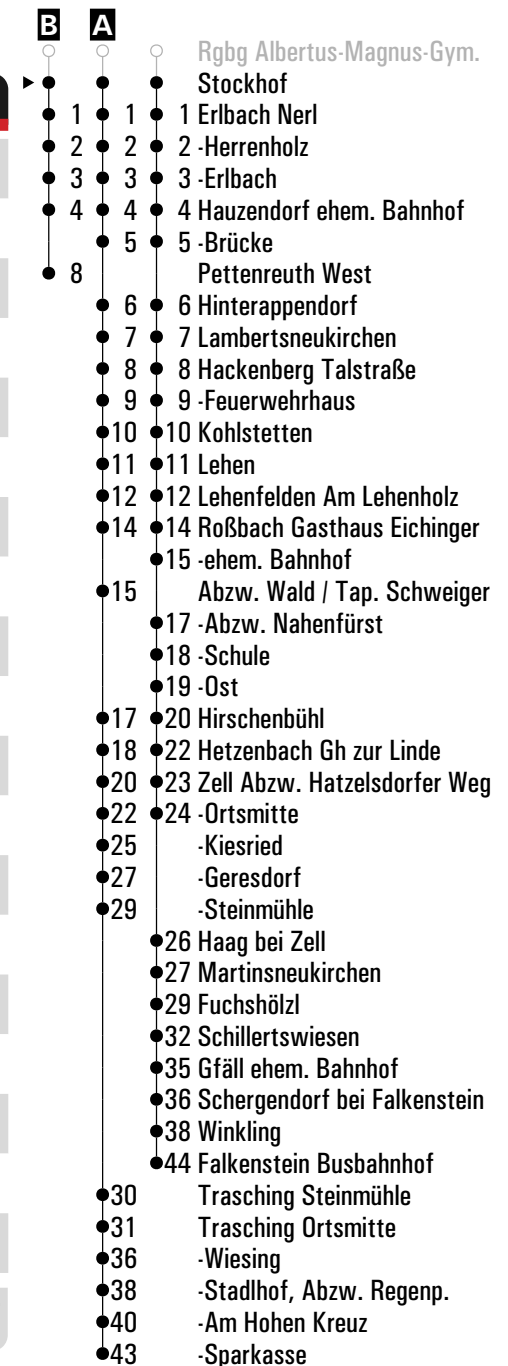 B A
Rgbg Albertus-Magnus-Gym.
Stockhof
1 1 1 Erlbach Nerl
2 2 2 -Herrenholz
3 3 3 -Erlbach
4 4 4 Hauzendorf ehem. Bahnhof
5 5 -Brücke
8 Pettenreuth West
6 6 Hinterappendorf
7 7 Lambertsneukirchen
8 8 Hackenberg Talstraße
9 9 -Feuerwehrhaus
10 10 Kohlstetten
11 11 Lehen
12 12 Lehenfelden Am Lehenholz
14 14 Roßbach Gasthaus Eichinger
15 -ehem. Bahnhof
15 Abzw. Wald / Tap. Schweiger
17 -Abzw. Nahenfürst
18 -Schule
19 -Ost
17 20 Hirschenbühl
18 22 Hetzenbach Gh zur Linde
20 23 Zell Abzw. Hatzelsdorfer Weg
22 24 -Ortsmitte
25 -Kiesried
27 -Geresdorf
29 -Steinmühle
26 Haag bei Zell
27 Martinsneukirchen
29 Fuchshölzl
32 Schillertswiesen
35 Gfäll ehem. Bahnhof
36 Schergendorf bei Falkenstein
38 Winkling
44 Falkenstein Busbahnhof
30 Trasching Steinmühle
31 Trasching Ortsmitte
36 -Wiesing
38 -Stadlhof, Abzw. Regenp.
40 -Am Hohen Kreuz
43 -Sparkasse